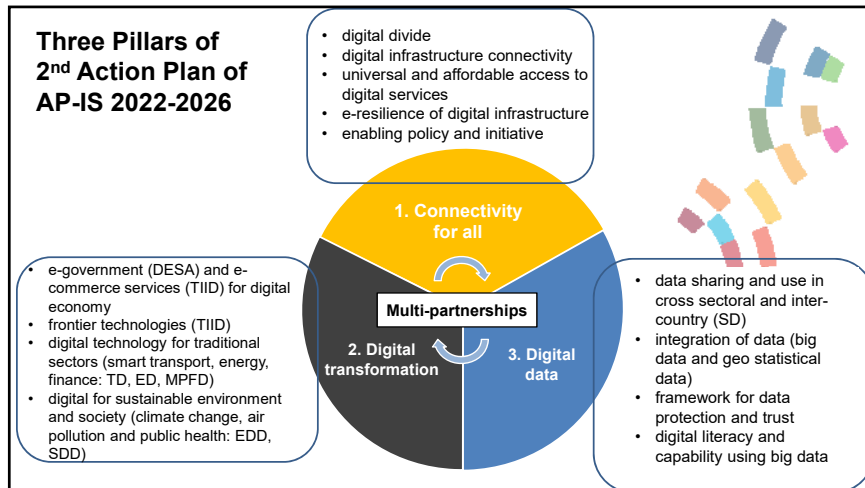 Three Pillars of
2nd Action Plan of
AP-IS 2022-2026
• digital divide
• digital infrastructure connectivity
• universal and affordable access to
digital services
• e-resilience of digital infrastructure
• enabling policy and initiative
1. Connectivity
for all
• e-government (DESA) and e-
commerce services (TIID) for digital
economy
• frontier technologies (TIID)
• digital technology for traditional
sectors (smart transport, energy,
finance: TD, ED, MPFD)
• digital for sustainable environment
and society (climate change, air
pollution and public health: EDD,
SDD)
Multi-partnerships
2. Digital
transformation
3. Digital
data
• data sharing and use in
cross sectoral and inter-
country (SD)
• integration of data (big
data and geo statistical
data)
• framework for data
protection and trust
• digital literacy and
capability using big data